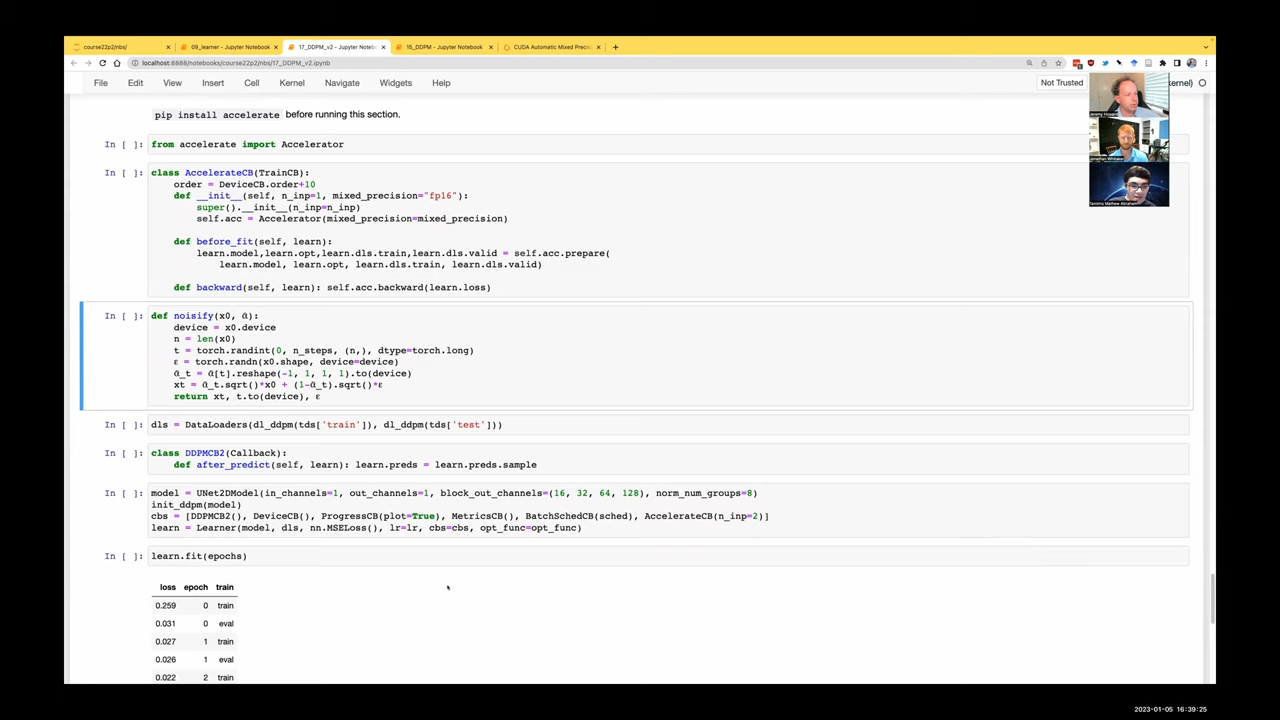 course22p2/nbs/
09_learner - Jupyter Notebook
17_DDPM_v2 - Jupyter Noteb
15_DDPM - Jupyter Notebook
CUDA Automatic Mixed Preci
localhost:8888/notebooks/course22p2/nbs/17_DDPM_v2.ipynb
File Edit View Insert Cell Kernel Navigate Widgets Help Not Trusted kernel)
pip install accelerate before running this section.
In [ ]: from accelerate import Accelerator
In [ ]: class AccelerateCB(TrainCB):
order = DeviceCB.order+10
def __init__(self, n_inp=1, mixed_precision="fp16"):
super().__init__(n_inp=n_inp)
self.acc = Accelerator(mixed_precision=mixed_precision)
def before_fit(self, learn):
learn.model,learn.opt,learn.dls.train,learn.dls.valid = self.acc.prepare(
learn.model, learn.opt, learn.dls.train, learn.dls.valid)
def backward(self, learn): self.acc.backward(learn.loss)
In [ ]: def noisify(x0, ᾱ):
device = x0.device
n = len(x0)
t = torch.randint(0, n_steps, (n,), dtype=torch.long)
ε = torch.randn(x0.shape, device=device)
ᾱ_t = ᾱ[t].reshape(-1, 1, 1, 1).to(device)
xt = ᾱ_t.sqrt()*x0 + (1-ᾱ_t).sqrt()*ε
return xt, t.to(device), ε
In [ ]: dls = DataLoaders(dl_ddpm(tds['train']), dl_ddpm(tds['test']))
In [ ]: class DDPMCB2(Callback):
def after_predict(self, learn): learn.preds = learn.preds.sample
In [ ]: model = UNet2DModel(in_channels=1, out_channels=1, block_out_channels=(16, 32, 64, 128), norm_num_groups=8)
init_ddpm(model)
cbs = [DDPMCB2(), DeviceCB(), ProgressCB(plot=True), MetricsCB(), BatchSchedCB(sched), AccelerateCB(n_inp=2)]
learn = Learner(model, dls, nn.MSELoss(), lr=lr, cbs=cbs, opt_func=opt_func)
In [ ]: learn.fit(epochs)
loss epoch train
0.259 0 train
0.031 0 eval
0.027 1 train
0.026 1 eval
0.022 2 train
Jeremy Howard
Jonathan Whitaker
Tanishq Mathew Abraham
2023-01-05 16:39:25